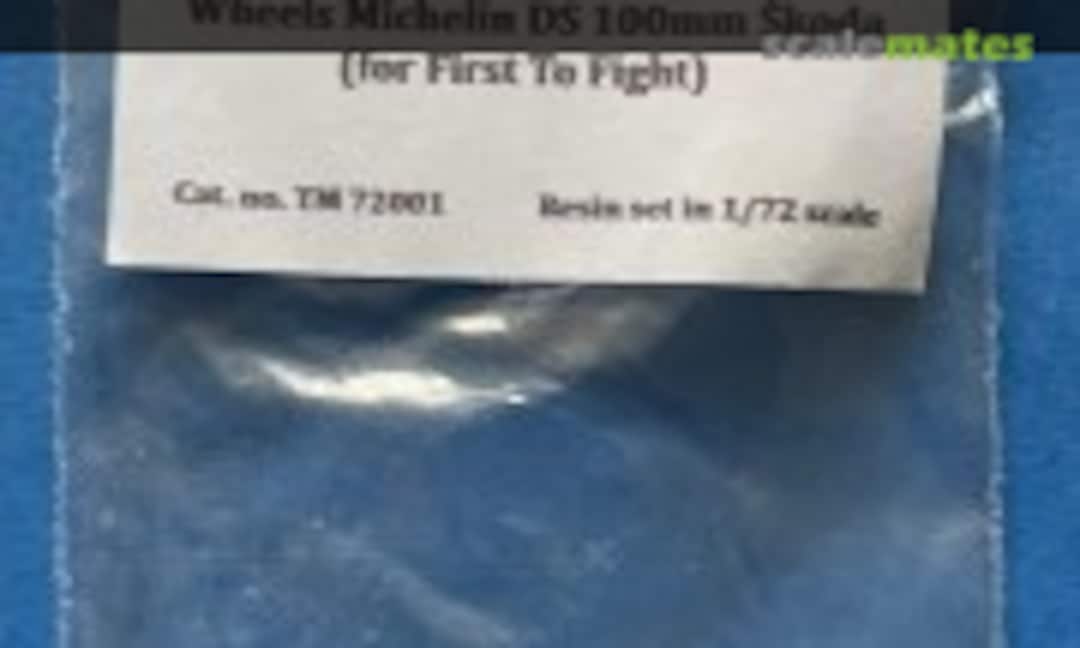 Wheels Michelin DS 100mm Škoda
scalemates
(for First To Fight)
Cat. no. TM 72001 Resin set in 1/72 scale